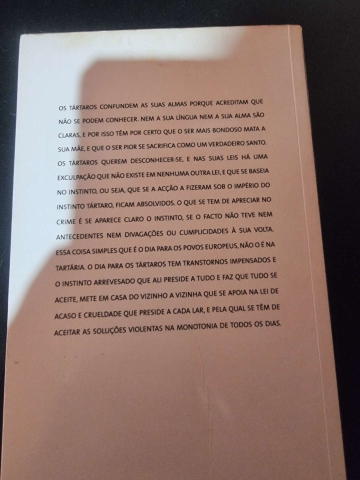 OS TÁRTAROS CONFUNDEM AS SUAS ALMAS PORQUE ACREDITAM QUE
NÃO SE PODEM CONHECER. NEM A SUA LÍNGUA NEM A SUA ALMA SÃO
CLARAS, E POR ISSO TÊM POR CERTO QUE O SER MAIS BONDOSO MATA A
SUA MÃE, E QUE O SER PIOR SE SACRIFICA COMO UM VERDADEIRO SANTO.
OS TÁRTAROS QUEREM DESCONHECER-SE, E NAS SUAS LEIS HÁ UMA
EXCULPAÇÃO QUE NÃO EXISTE EM NENHUMA OUTRA LEI, E QUE SE BASEIA
NO INSTINTO, OU SEJA, QUE SE A ACÇÃO A FIZERAM SOB O IMPÉRIO DO
INSTINTO TÁRTARO, FICAM ABSOLVIDOS. O QUE SE TEM DE APRECIAR NO
CRIME É SE APARECE CLARO O INSTINTO, SE O FACTO NÃO TEVE NEM
ANTECEDENTES NEM DIVAGAÇÕES OU CUMPLICIDADES À SUA VOLTA.
ESSA COISA SIMPLES QUE É O DIA PARA OS POVOS EUROPEUS, NÃO O É NA
TARTÁRIA. O DIA PARA OS TÁRTAROS TEM TRANSTORNOS IMPENSADOS E
O INSTINTO ARREVESADO QUE ALI PRESIDE A TUDO E FAZ QUE TUDO SE
ACEITE, METE EM CASA DO VIZINHO A VIZINHA QUE SE APOIA NA LEI DE
ACASO E CRUELDADE QUE PRESIDE A CADA LAR, E PELA QUAL SE TÊM DE
ACEITAR AS SOLUÇÕES VIOLENTAS NA MONOTONIA DE TODOS OS DIAS.